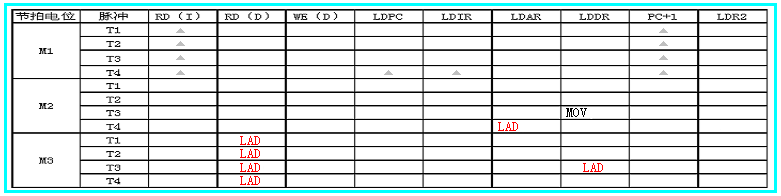 节拍电位 脉冲 RD（I） RD（D） WE（D） LDPC LDIR LDAR LDDR PC+1 LDR2
M1 T1
T2
T3
T4
M2 T1
T2
T3 MOV
T4 LAD
M3 T1 LAD
T2 LAD
T3 LAD LAD
T4 LAD